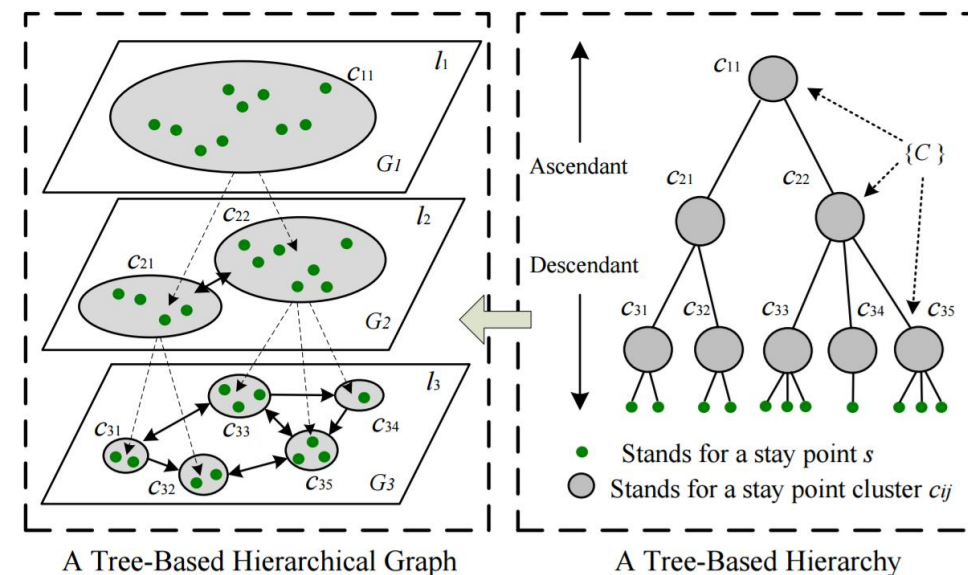 l1
c11
G1
l2
c22
c21
G2
l3
c31
c33
c34
c32
c35
G3
A Tree-Based Hierarchical Graph
c11
{C}
Ascendant
c21
c22
Descendant
c31
c32
c33
c34
c35
Stands for a stay point s
Stands for a stay point cluster cij
A Tree-Based Hierarchy